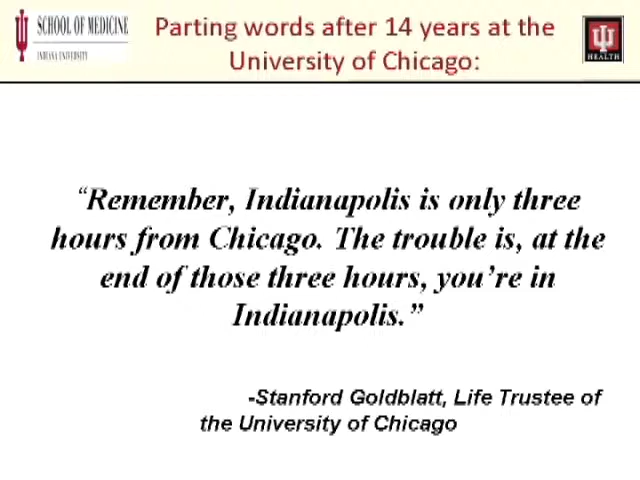 SCHOOL OF MEDICINE
INDIANA UNIVERSITY
Parting words after 14 years at the
University of Chicago:
HEALTH
“Remember, Indianapolis is only three
hours from Chicago. The trouble is, at the
end of those three hours, you’re in
Indianapolis.”
-Stanford Goldblatt, Life Trustee of
the University of Chicago